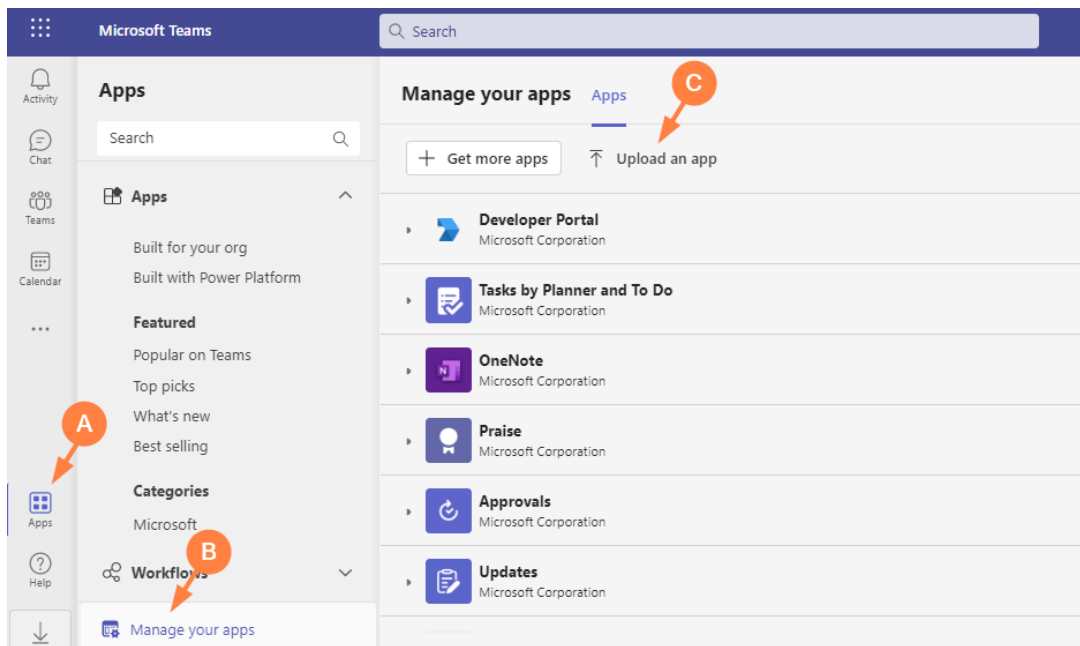 Microsoft Teams
Search
Activity
Chat
Teams
Calendar
A
Apps
Help
Apps
Search
Apps
Built for your org
Built with Power Platform
Featured
Popular on Teams
Top picks
What's new
Best selling
Categories
Microsoft
B
Workflows
Manage your apps
Manage your apps Apps
C
Get more apps
Upload an app
Developer Portal
Microsoft Corporation
Tasks by Planner and To Do
Microsoft Corporation
N
OneNote
Microsoft Corporation
Praise
Microsoft Corporation
Approvals
Microsoft Corporation
Updates
Microsoft Corporation